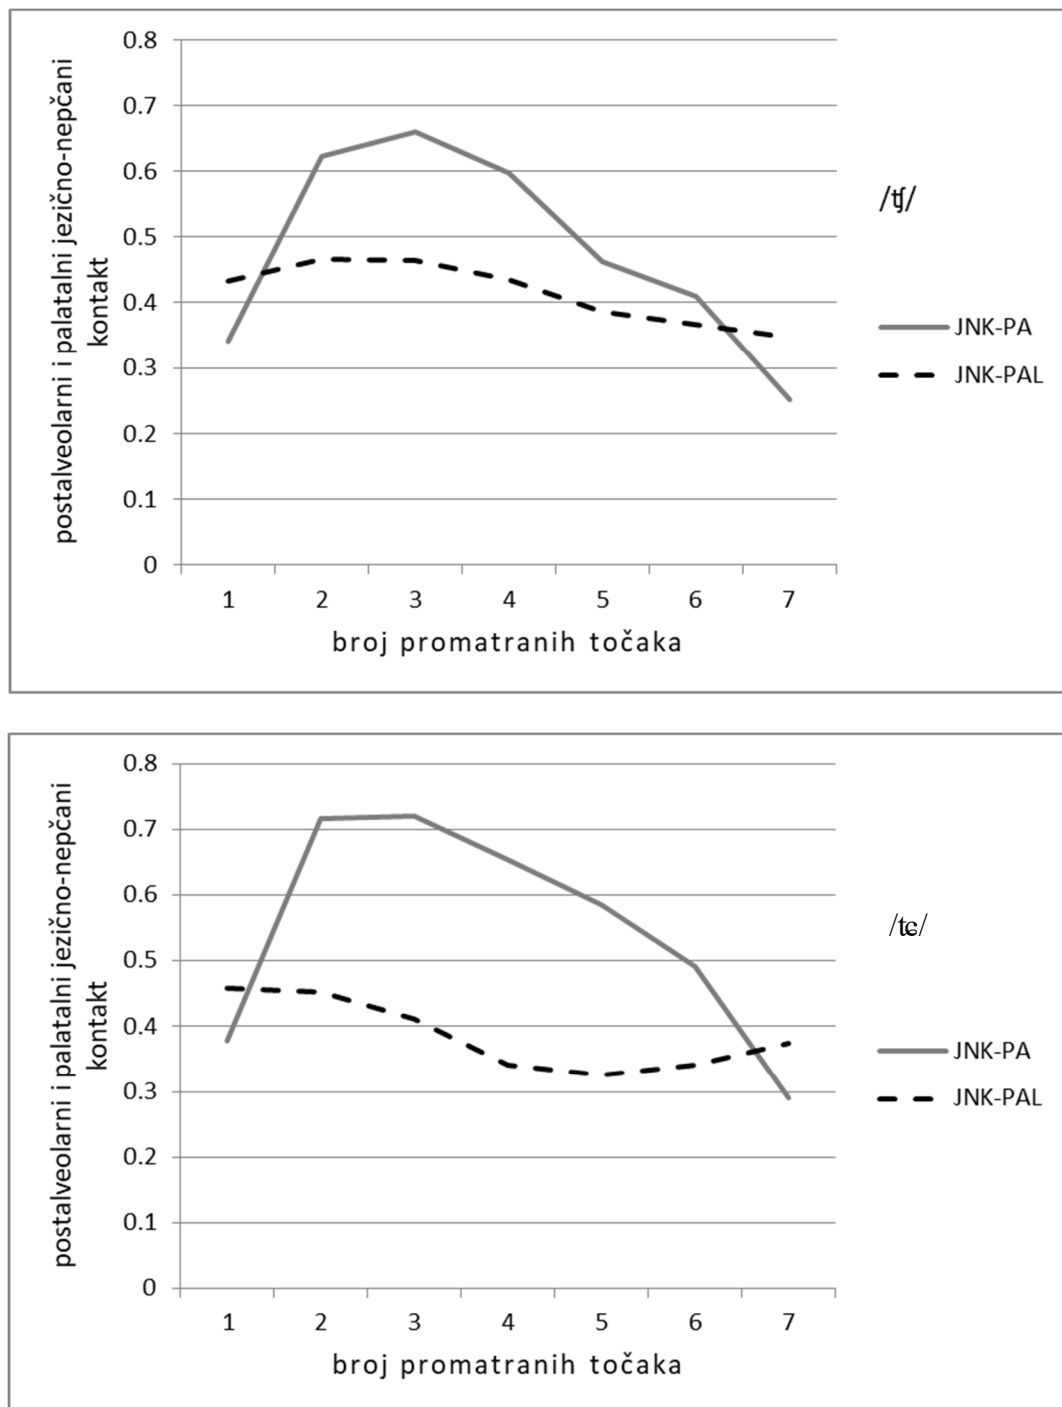 postalveolarni i palatalni jezično-nepčani
kontakt
0.8
0.7
0.6
0.5
0.4
0.3
0.2
0.1
0
1 2 3 4 5 6 7
broj promatranih točaka
/ʧ/
JNK-PA
JNK-PAL
postalveolarni i palatalni jezično-nepčani
kontakt
0.8
0.7
0.6
0.5
0.4
0.3
0.2
0.1
0
1 2 3 4 5 6 7
broj promatranih točaka
/ʨ/
JNK-PA
JNK-PAL